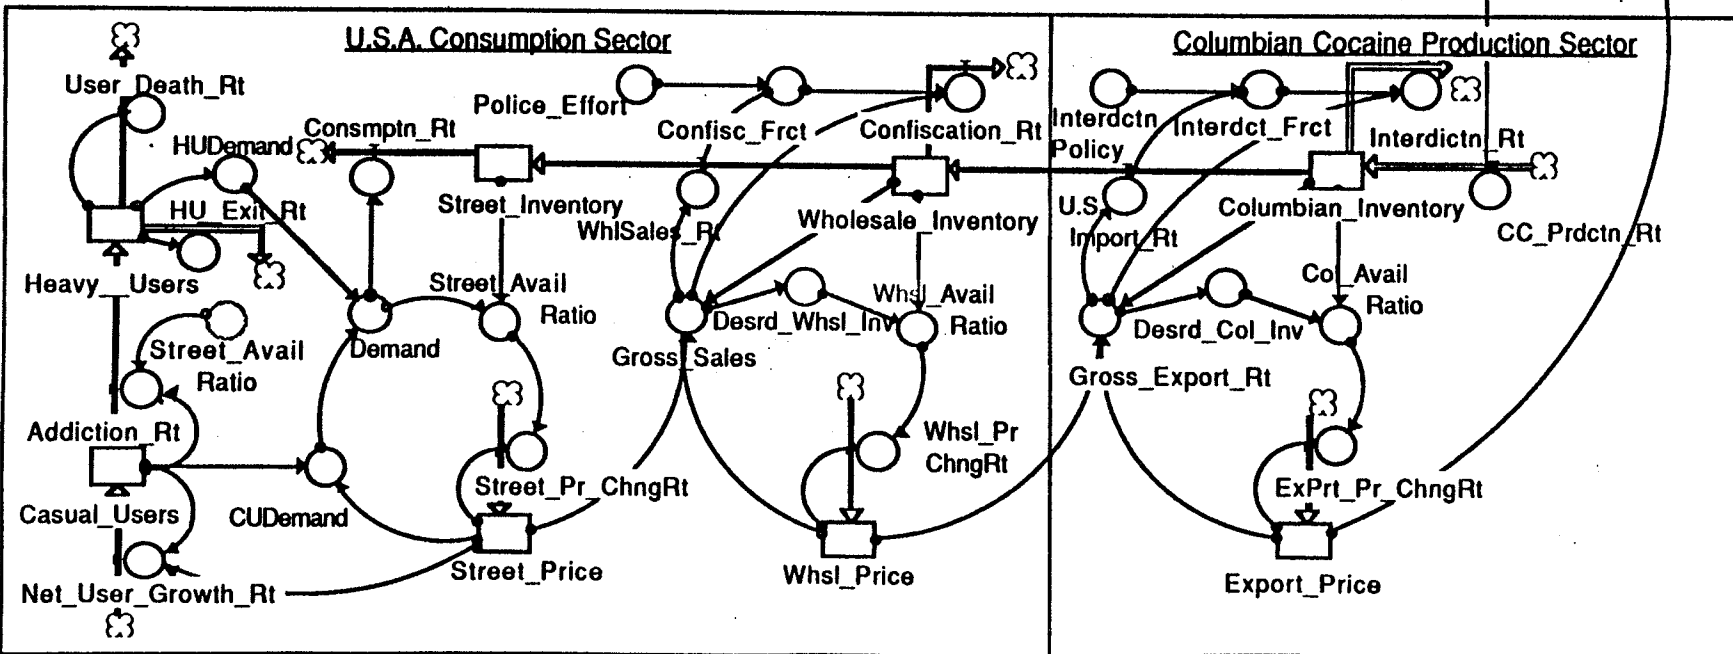 U.S.A. Consumption Sector
Columbian Cocaine Production Sector
User_Death_Rt
Police_Effort
Consmptn_Rt
Confisc_Frct
Confiscation_Rt
Interdctn
Policy
Interdct_Frct
Interdictn_Rt
HUDemand
HU_Exit_Rt
Street_Inventory
WhlSales_Rt
Wholesale_Inventory
U.S.
Import_Rt
Columbian_Inventory
CC_Prdctn_Rt
Heavy__Users
Street_Avail
Ratio
Whsl_Avail
Ratio
Col_Avail
Ratio
Desrd_Whsl_Inv
Desrd_Col_Inv
Street_Avail
Ratio
Demand
Gross_Sales
Gross_Export_Rt
Addiction_Rt
Whsl_Pr
ChngRt
Street_Pr_ChngRt
ExPrt_Pr_ChngRt
Casual_Users
CUDemand
Street_Price
Whsl_Price
Export_Price
Net_User_Growth_Rt